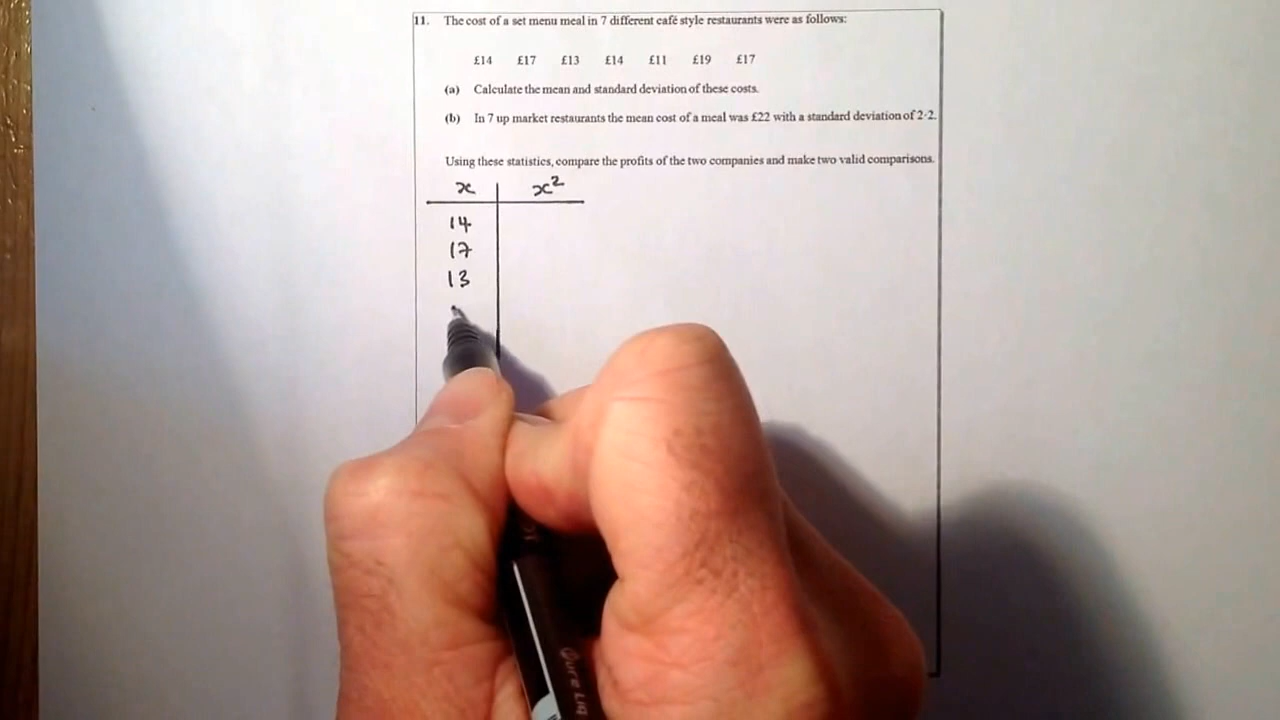 11. The cost of a set menu meal in 7 different café style restaurants were as follows:
£14 £17 £13 £14 £11 £19 £17
(a) Calculate the mean and standard deviation of these costs.
(b) In 7 up market restaurants the mean cost of a meal was £22 with a standard deviation of 2·2.
Using these statistics, compare the profits of the two companies and make two valid comparisons.
x x²
14
17
13